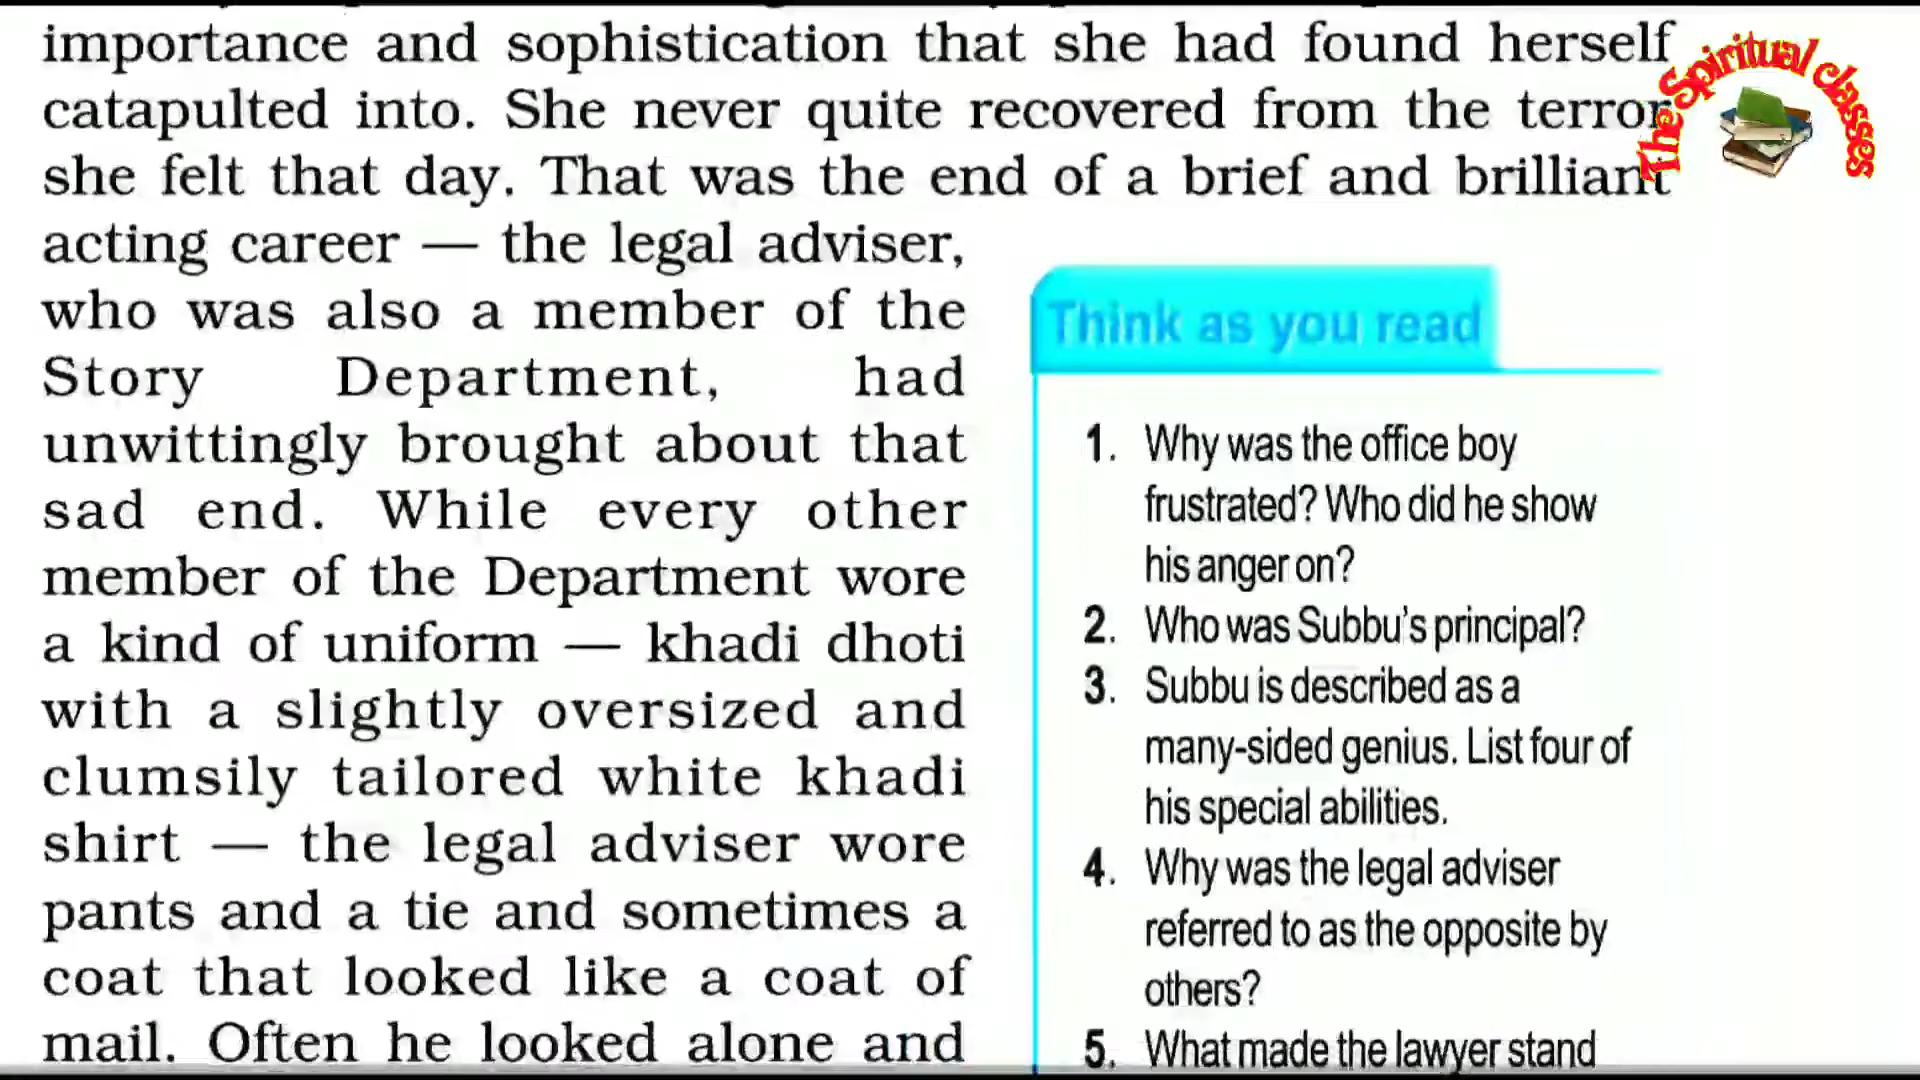 importance and sophistication that she had found herself
catapulted into. She never quite recovered from the terror
she felt that day. That was the end of a brief and brilliant
acting career — the legal adviser,
who was also a member of the
Story Department, had
unwittingly brought about that
sad end. While every other
member of the Department wore
a kind of uniform — khadi dhoti
with a slightly oversized and
clumsily tailored white khadi
shirt — the legal adviser wore
pants and a tie and sometimes a
coat that looked like a coat of
mail. Often he looked alone and
Think as you read
1. Why was the office boy
frustrated? Who did he show
his anger on?
2. Who was Subbu's principal?
3. Subbu is described as a
many-sided genius. List four of
his special abilities.
4. Why was the legal adviser
referred to as the opposite by
others?
5. What made the lawyer stand
The Spiritual classes